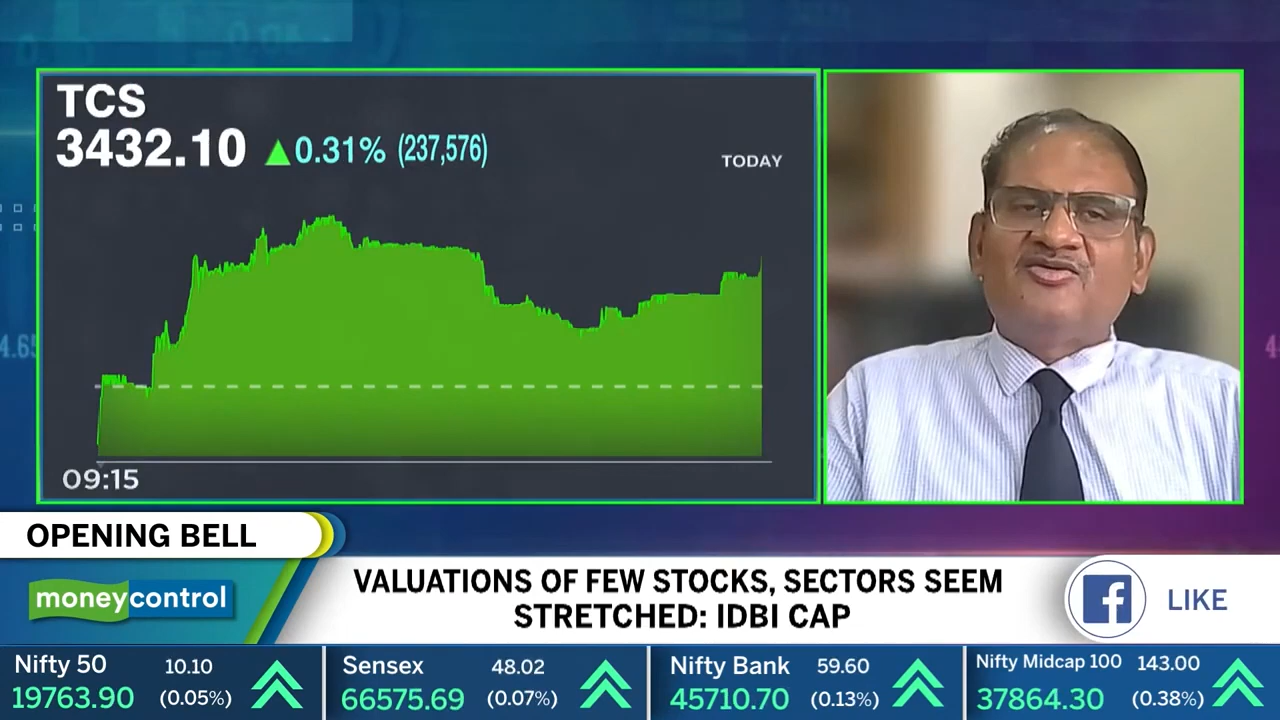 TCS
3432.10 ▲0.31% (237,576)
TODAY
09:15
OPENING BELL
moneycontrol
VALUATIONS OF FEW STOCKS, SECTORS SEEM
STRETCHED: IDBI CAP
f LIKE
Nifty 50 10.10
19763.90 (0.05%)
Sensex 48.02
66575.69 (0.07%)
Nifty Bank 59.60
45710.70 (0.13%)
Nifty Midcap 100 143.00
37864.30 (0.38%)